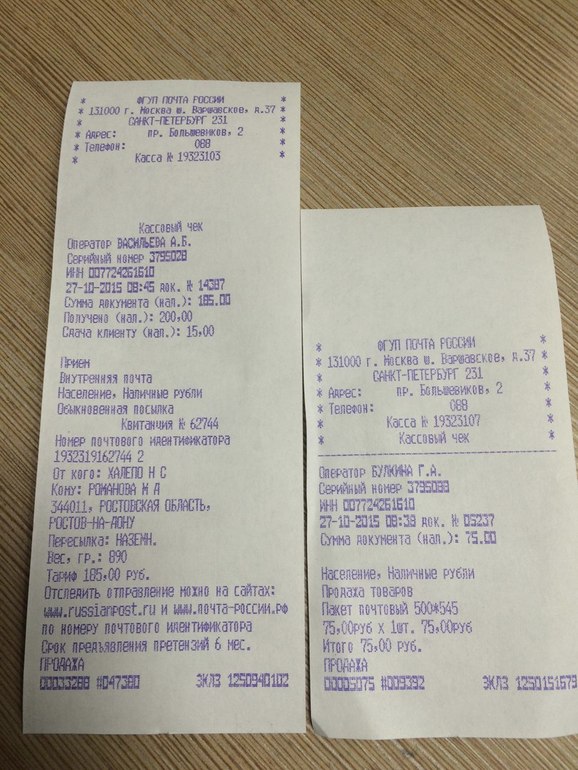 * ФГУП ПОЧТА РОССИИ *
* 131000 г. Москва ш. Варшавское, д.37 *
* САНКТ-ПЕТЕРБУРГ 231 *
* Адрес: пр. Большевиков, 2 *
* Телефон: 088 *
* Касса № 19323103 *
Кассовый чек
Оператор ВАСИЛЬЕВА А.Б.
Серийный номер 3795028
ИНН 007724261610
27-10-2015 08:45 док. № 14387
Сумма документа (нал.): 185.00
Получено (нал.): 200,00
Сдача клиенту (нал.): 15,00
Прием
Внутренняя почта
Население, Наличные рубли
Обыкновенная посылка
Квитанция № 62744
Номер почтового идентификатора
1932319162744 2
От кого: ХАЛЕПО Н С
Кому: РОМАНОВА М А
344011, РОСТОВСКАЯ ОБЛАСТЬ,
РОСТОВ-НА-ДОНУ
Пересылка: НАЗЕМН.
Вес, гр.: 890
Тариф 185,00 руб.
Отследить отправление можно на сайтах:
www.russianpost.ru и www.почта-россии.рф
по номеру почтового идентификатора
Срок предъявления претензий 6 мес.
ПРОДАЖА
00033288 #047380 ЭКЛЗ 1250940102
* ФГУП ПОЧТА РОССИИ *
* 131000 г. Москва ш. Варшавское, д.37 *
* САНКТ-ПЕТЕРБУРГ 231 *
* Адрес: пр. Большевиков, 2 *
* Телефон: 088 *
* Касса № 19323107 *
* Кассовый чек *
Оператор БУЛКИНА Г.А.
Серийный номер 3795098
ИНН 007724261610
27-10-2015 08:39 док. № 05237
Сумма документа (нал.): 75.00
Население, Наличные рубли
Продажа товаров
Пакет почтовый 500*545
75,00руб х 1шт. 75,00руб
Итого 75,00 руб.
ПРОДАЖА
00005075 #009392 ЭКЛЗ 1250151679